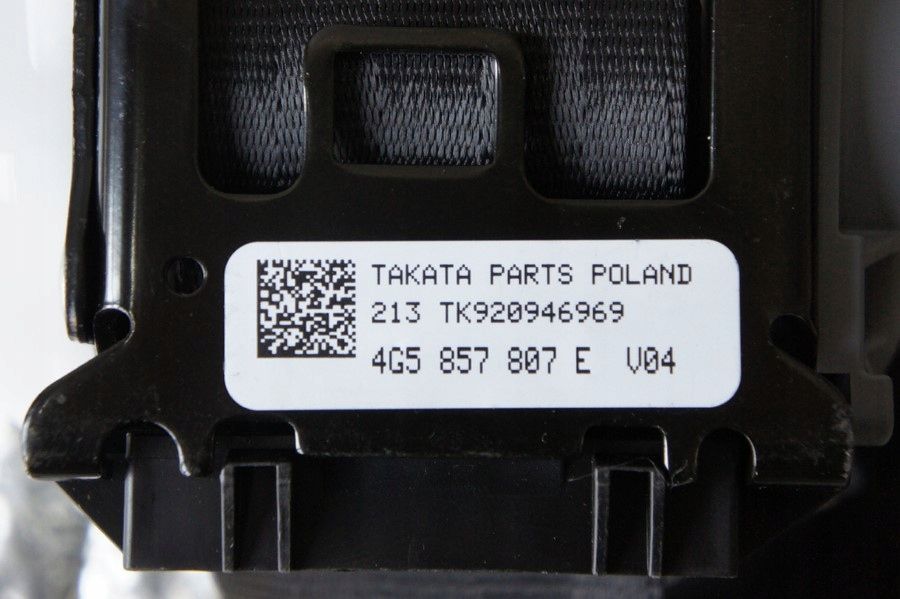 TAKATA PARTS POLAND
213 TK920946969
4G5 857 807 E V04